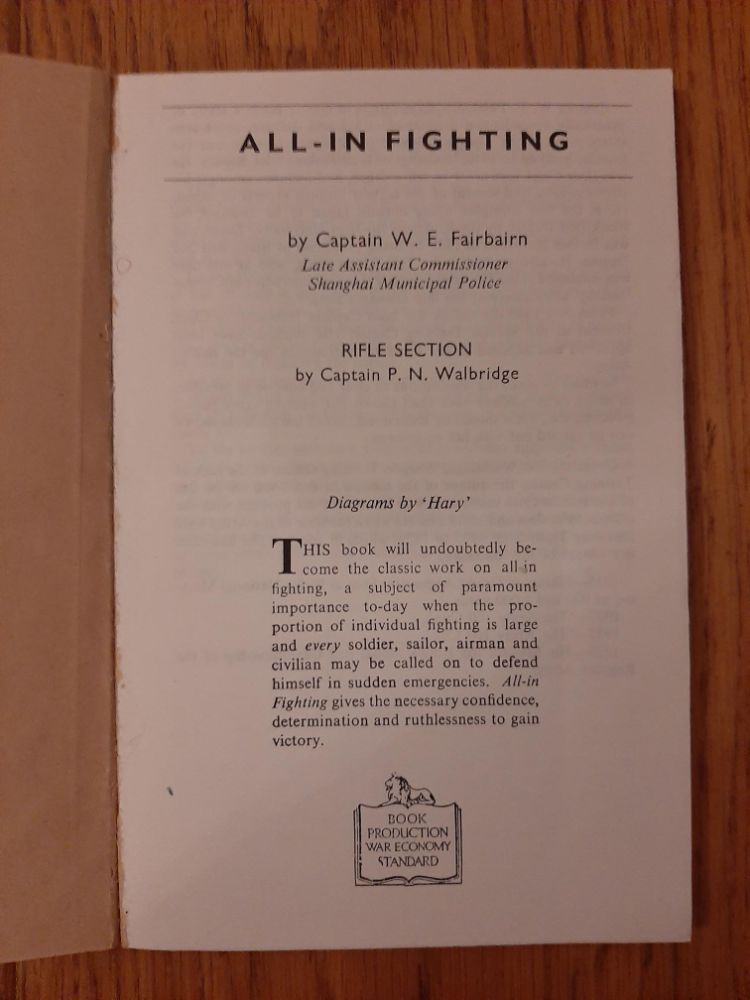 ALL-IN FIGHTING
by Captain W. E. Fairbairn
Late Assistant Commissioner
Shanghai Municipal Police
RIFLE SECTION
by Captain P. N. Walbridge
Diagrams by ‘Hary’
THIS book will undoubtedly be-
come the classic work on all in
fighting, a subject of paramount
importance to-day when the pro-
portion of individual fighting is large
and every soldier, sailor, airman and
civilian may be called on to defend
himself in sudden emergencies. All-in
Fighting gives the necessary confidence,
determination and ruthlessness to gain
victory.
BOOK
PRODUCTION
WAR ECONOMY
STANDARD